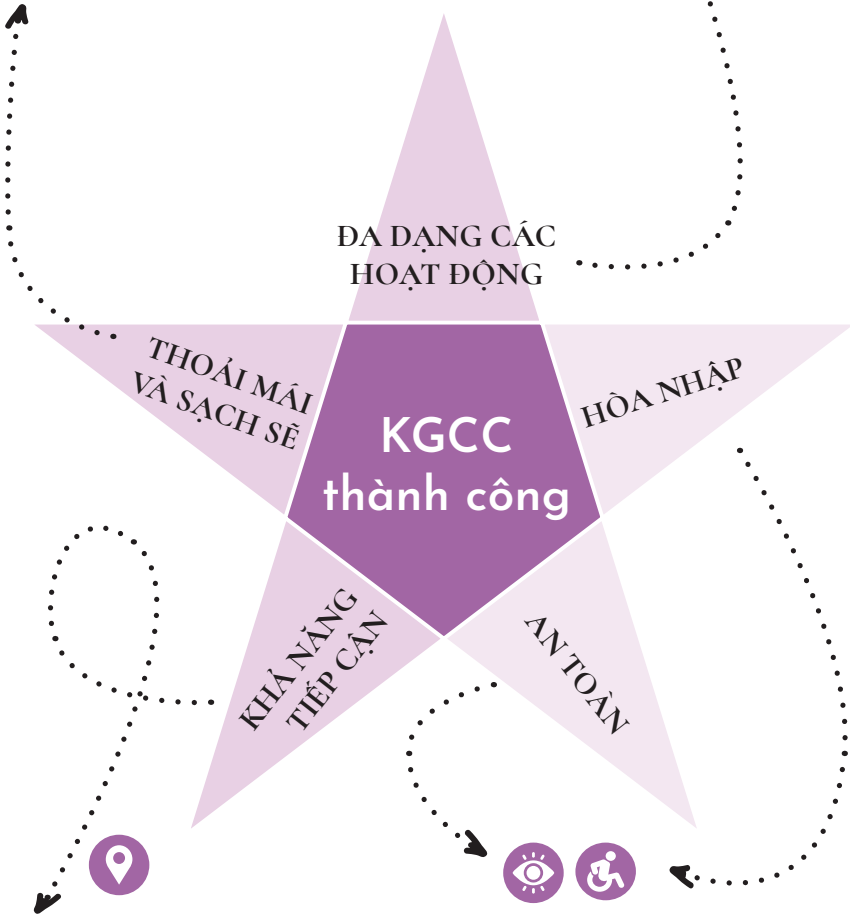 ĐA DẠNG CÁC
HOẠT ĐỘNG
THOẢI MÁI
VÀ SẠCH SẼ
HÒA NHẬP
KGCC
thành công
KHẢ NĂNG
TIẾP CẬN
AN TOÀN